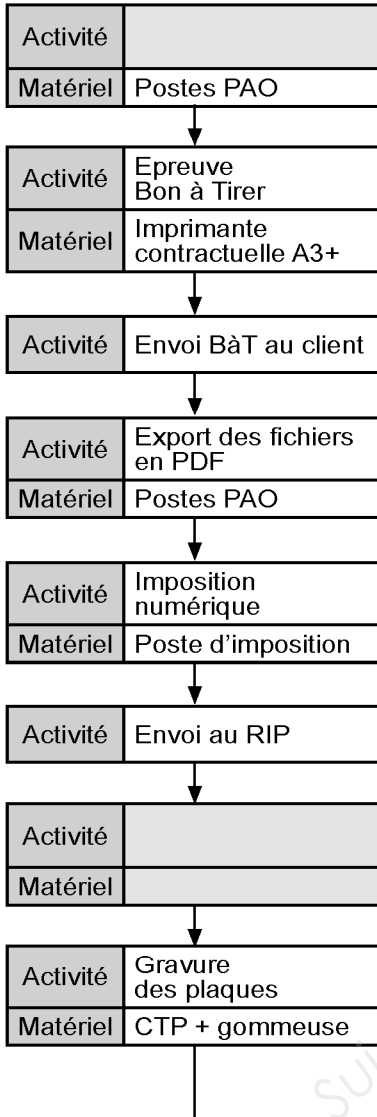 Activité
Matériel Postes PAO
Activité Epreuve
Bon à Tirer
Matériel Imprimante
contractuelle A3+
Activité Envoi BàT au client
Activité Export des fichiers
en PDF
Matériel Postes PAO
Activité Imposition
numérique
Matériel Poste d'imposition
Activité Envoi au RIP
Activité
Matériel
Activité Gravure
des plaques
Matériel CTP + gommeuse